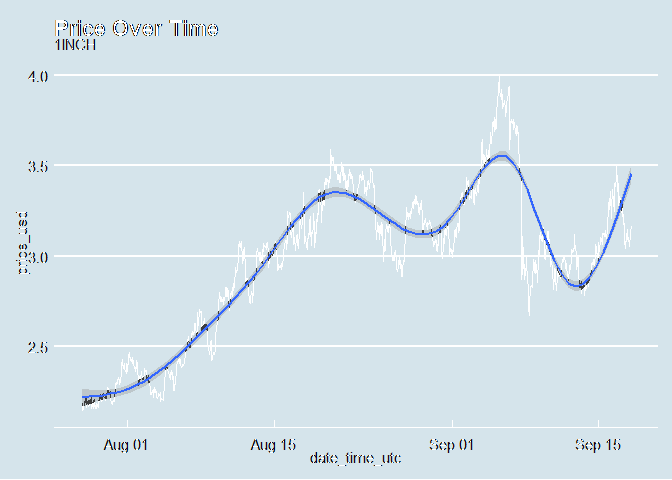 Price Over Time
1INCH
4.0
3.5
3.0
2.5
Aug 01
Aug 15
Sep 01
Sep 15
date_time_utc